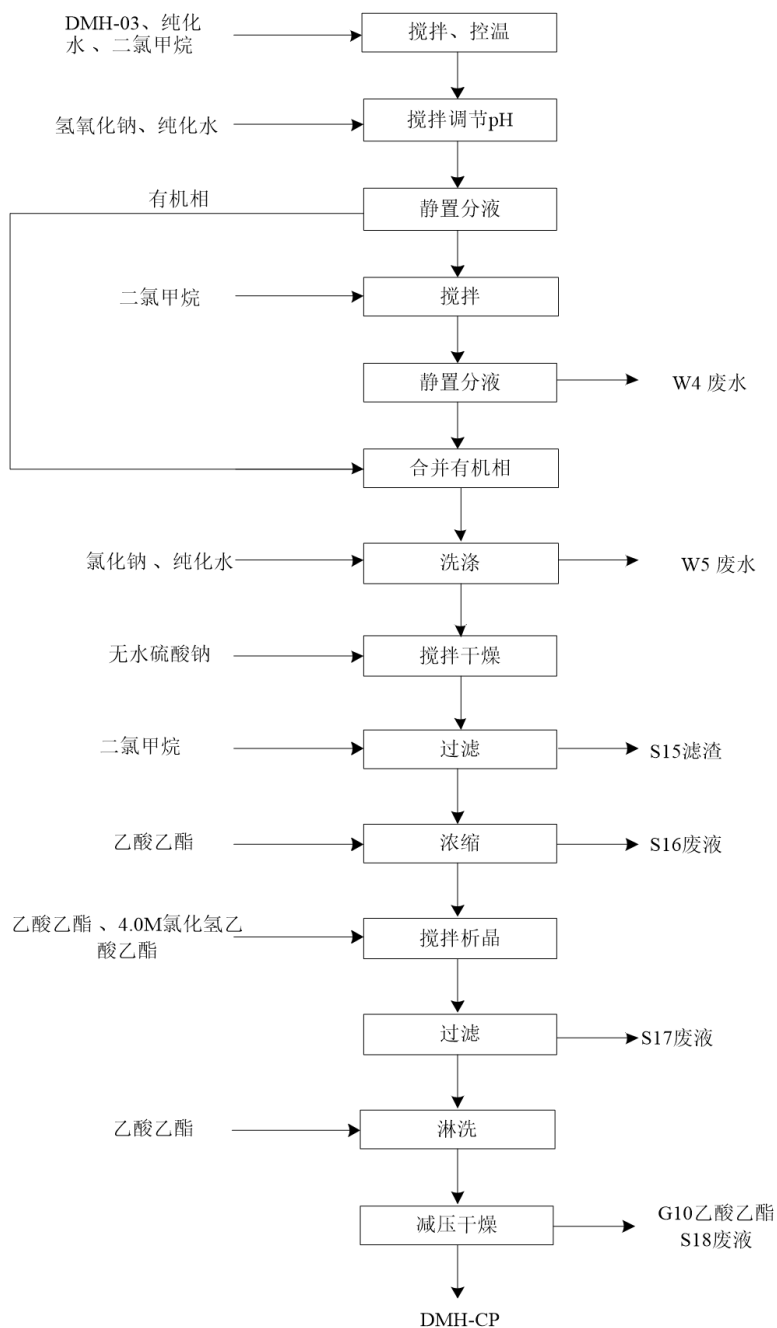 DMH-03、纯化
水 、二氯甲烷
搅拌、控温
氢氧化钠、纯化水
搅拌调节pH
有机相
静置分液
二氯甲烷
搅拌
静置分液
W4 废水
合并有机相
氯化钠 、纯化水
洗涤
W5 废水
无水硫酸钠
搅拌干燥
二氯甲烷
过滤
S15滤渣
乙酸乙酯
浓缩
S16废液
乙酸乙酯 、4.0M氯化氢乙
酸乙酯
搅拌析晶
过滤
S17废液
乙酸乙酯
淋洗
减压干燥
G10乙酸乙酯
S18废液
DMH-CP